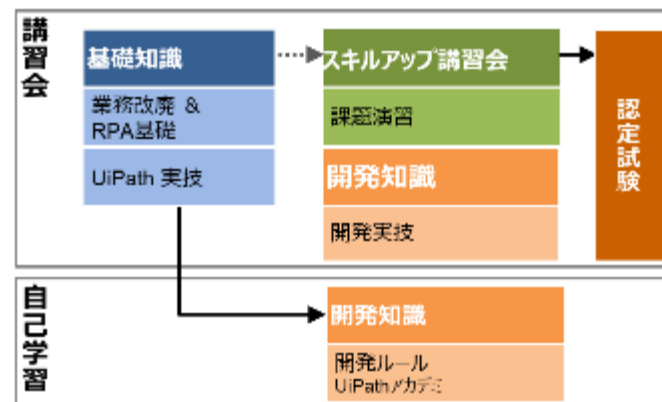 講習会
基礎知識
業務改廃 &
RPA基礎
UiPath 実技
スキルアップ講習会
課題演習
開発知識
開発実技
認定試験
自己学習
開発知識
開発ルール
UiPathアカデミ